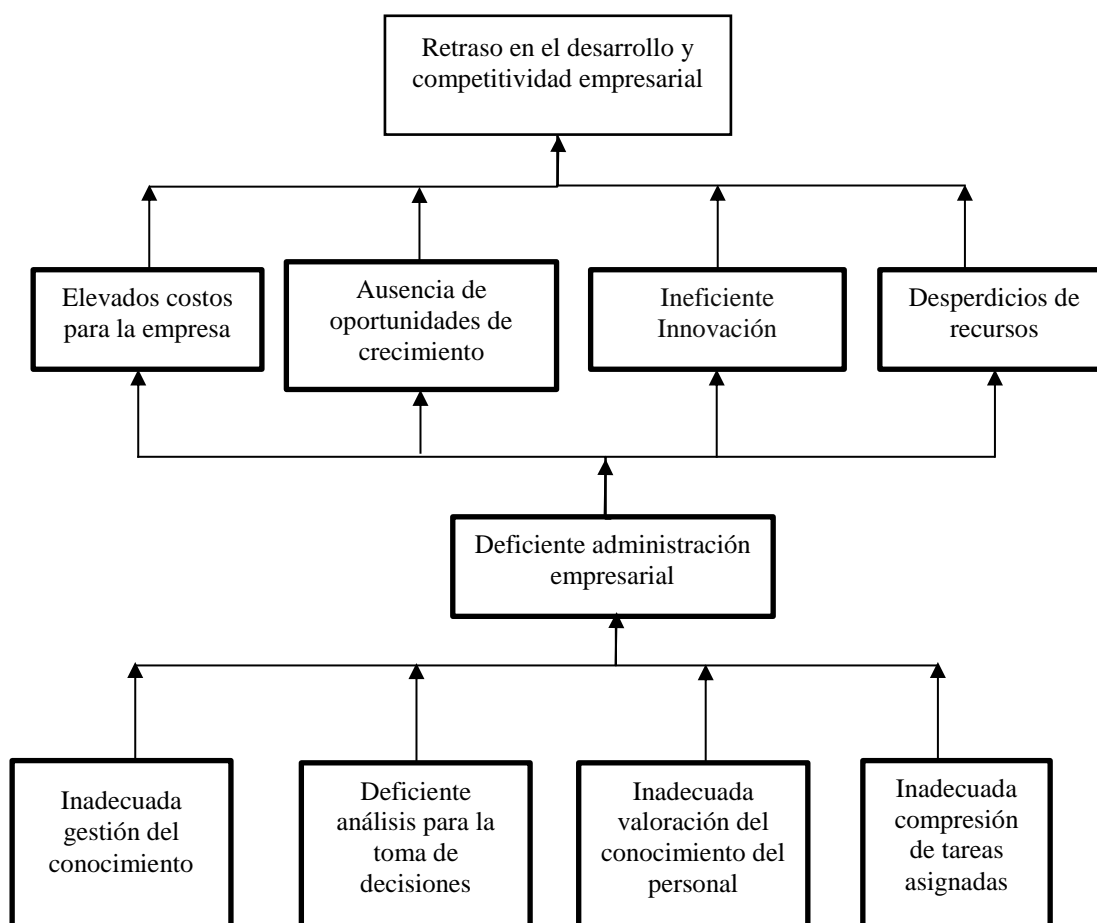 Retraso en el desarrollo y
competitividad empresarial
Elevados costos
para la empresa
Ausencia de
oportunidades de
crecimiento
Ineficiente
Innovación
Desperdicios de
recursos
Deficiente administración
empresarial
Inadecuada
gestión del
conocimiento
Deficiente
análisis para la
toma de
decisiones
Inadecuada
valoración del
conocimiento del
personal
Inadecuada
compresión
de tareas
asignadas